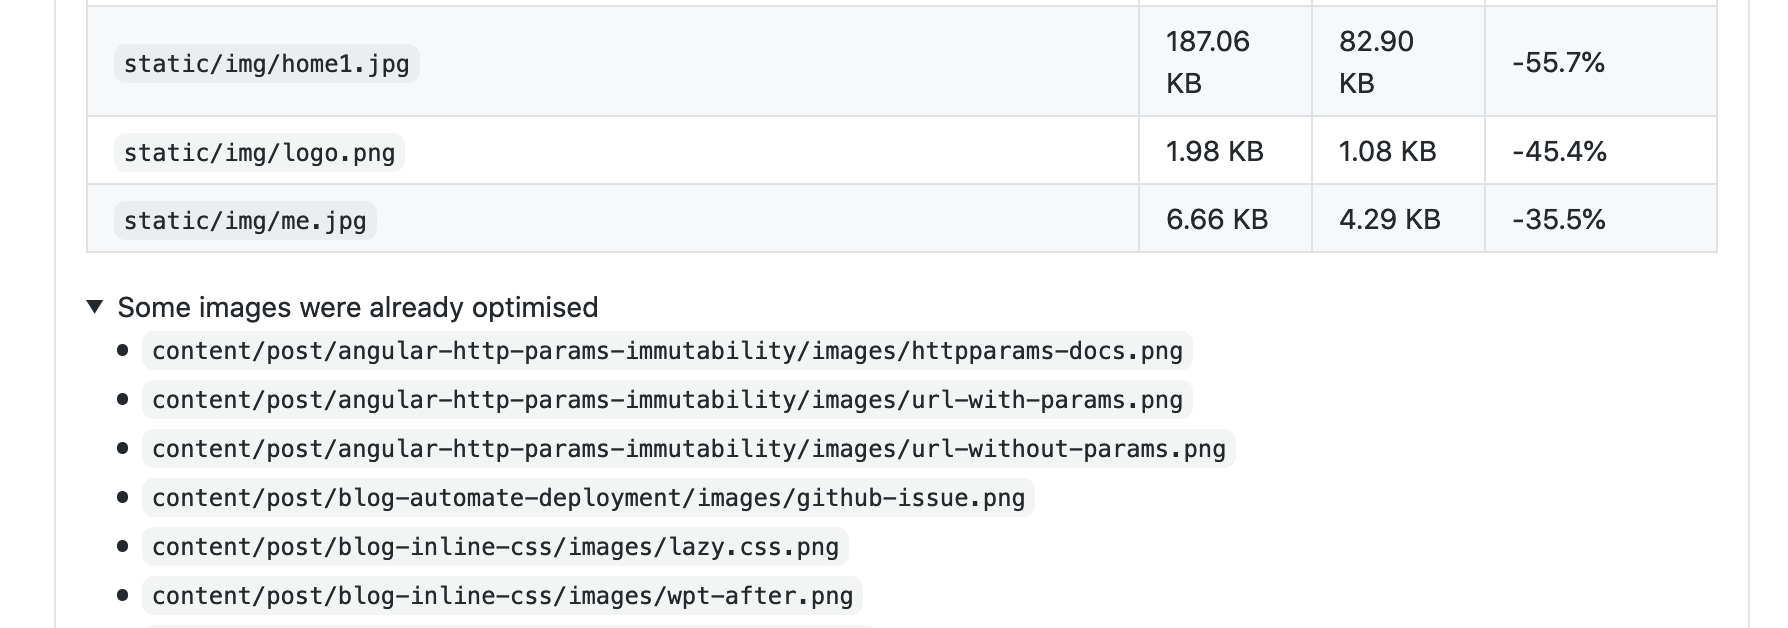 187.06 82.90
static/img/home1.jpg -55.7%
KB KB
static/img/logo.png 1.98 KB 1.08 KB -45.4%
static/img/me.jpg 6.66 KB 4.29 KB -35.5%
▼ Some images were already optimised
• content/post/angular-http-params-immutability/images/httpparams-docs.png
• content/post/angular-http-params-immutability/images/url-with-params.png
• content/post/angular-http-params-immutability/images/url-without-params.png
• content/post/blog-automate-deployment/images/github-issue.png
• content/post/blog-inline-css/images/lazy.css.png
• content/post/blog-inline-css/images/wpt-after.png